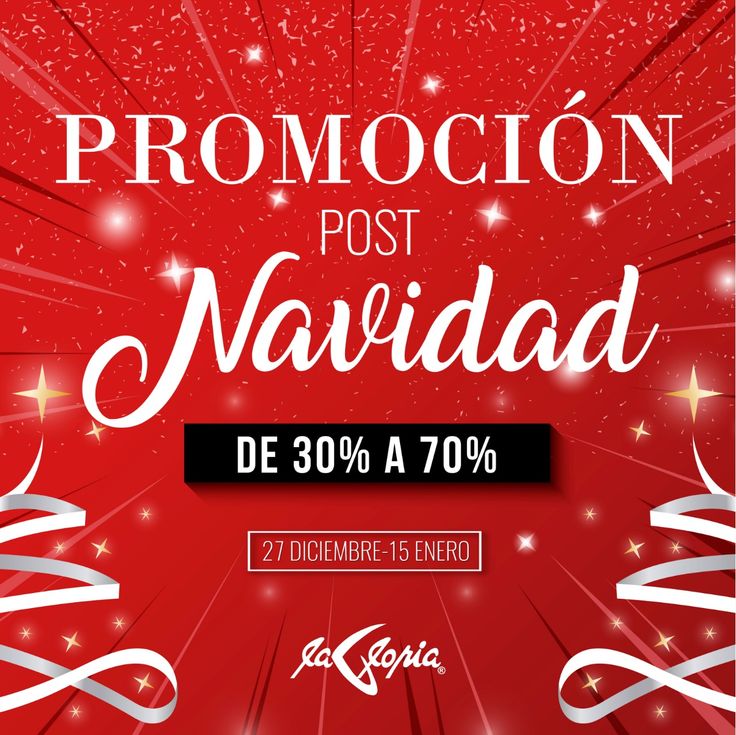 PROMOCIÓN
POST
Navidad
DE 30% A 70%
27 DICIEMBRE-15 ENERO
la Gloria®